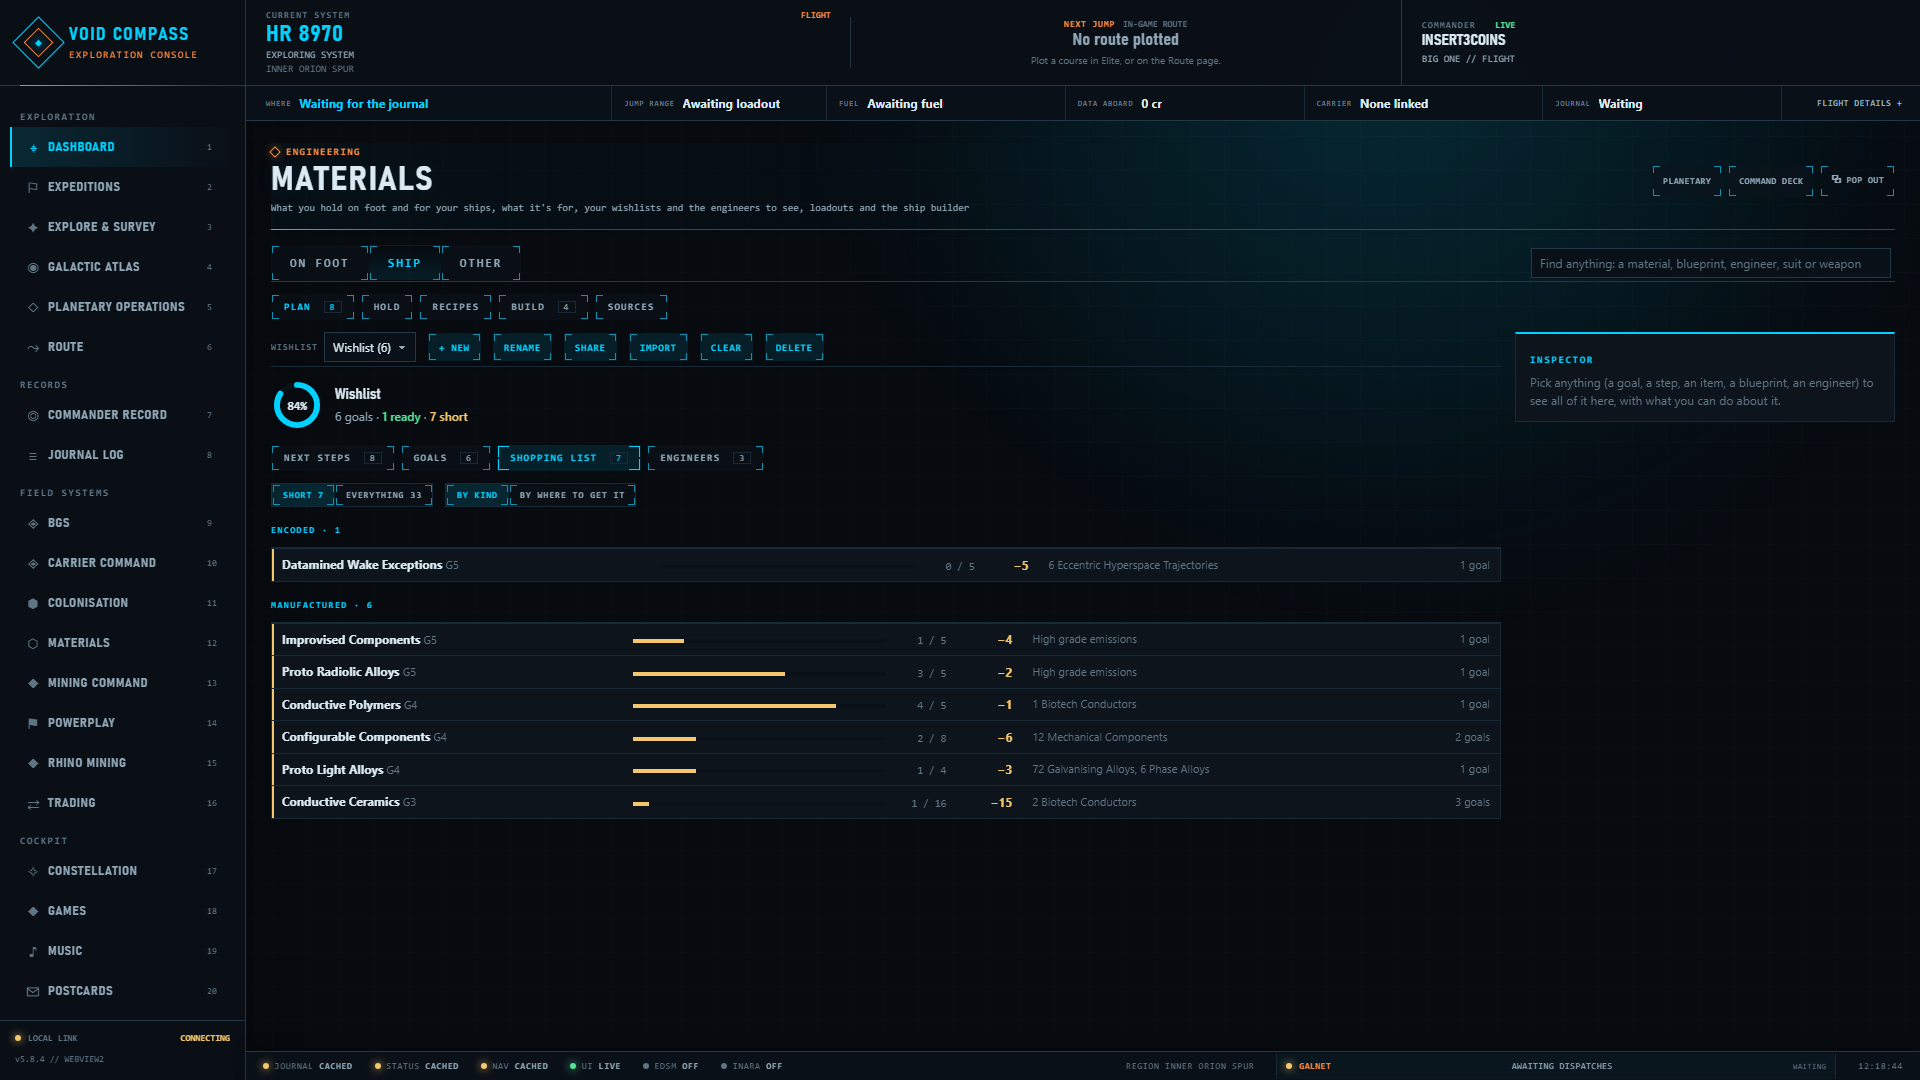 VOID COMPASS
EXPLORATION CONSOLE
CURRENT SYSTEM
HR 8970
EXPLORING SYSTEM
INNER ORION SPUR
FLIGHT
NEXT JUMP IN-GAME ROUTE
No route plotted
Plot a course in Elite, or on the Route page.
COMMANDER LIVE
INSERT3COINS
BIG ONE // FLIGHT
WHERE Waiting for the journal
JUMP RANGE Awaiting loadout
FUEL Awaiting fuel
DATA ABOARD 0 cr
CARRIER None linked
JOURNAL Waiting
FLIGHT DETAILS +
EXPLORATION
DASHBOARD 1
EXPEDITIONS 2
EXPLORE & SURVEY 3
GALACTIC ATLAS 4
PLANETARY OPERATIONS 5
ROUTE 6
RECORDS
COMMANDER RECORD 7
JOURNAL LOG 8
FIELD SYSTEMS
BGS 9
CARRIER COMMAND 10
COLONISATION 11
MATERIALS 12
MINING COMMAND 13
POWERPLAY 14
RHINO MINING 15
TRADING 16
COCKPIT
CONSTELLATION 17
GAMES 18
MUSIC 19
POSTCARDS 20
LOCAL LINK CONNECTING
v5.8.4 // WEBVIEW2
ENGINEERING
MATERIALS
What you hold on foot and for your ships, what it's for, your wishlists and the engineers to see, loadouts and the ship builder
PLANETARY
COMMAND DECK
POP OUT
ON FOOT
SHIP
OTHER
Find anything: a material, blueprint, engineer, suit or weapon
PLAN 8
HOLD
RECIPES
BUILD 4
SOURCES
WISHLIST Wishlist (6)
+ NEW
RENAME
SHARE
IMPORT
CLEAR
DELETE
84%
Wishlist
6 goals · 1 ready · 7 short
NEXT STEPS 8
GOALS 6
SHOPPING LIST 7
ENGINEERS 3
SHORT 7
EVERYTHING 33
BY KIND
BY WHERE TO GET IT
ENCODED · 1
Datamined Wake Exceptions G5 0 / 5 −5 6 Eccentric Hyperspace Trajectories 1 goal
MANUFACTURED · 6
Improvised Components G5 1 / 5 −4 High grade emissions 1 goal
Proto Radiolic Alloys G5 3 / 5 −2 High grade emissions 1 goal
Conductive Polymers G4 4 / 5 −1 1 Biotech Conductors 1 goal
Configurable Components G4 2 / 8 −6 12 Mechanical Components 2 goals
Proto Light Alloys G4 1 / 4 −3 72 Galvanising Alloys, 6 Phase Alloys 1 goal
Conductive Ceramics G3 1 / 16 −15 2 Biotech Conductors 3 goals
INSPECTOR
Pick anything (a goal, a step, an item, a blueprint, an engineer) to
see all of it here, with what you can do about it.
JOURNAL CACHED
STATUS CACHED
NAV CACHED
UI LIVE
EDSM OFF
INARA OFF
REGION INNER ORION SPUR
GALNET
AWAITING DISPATCHES
WAITING
12:18:44